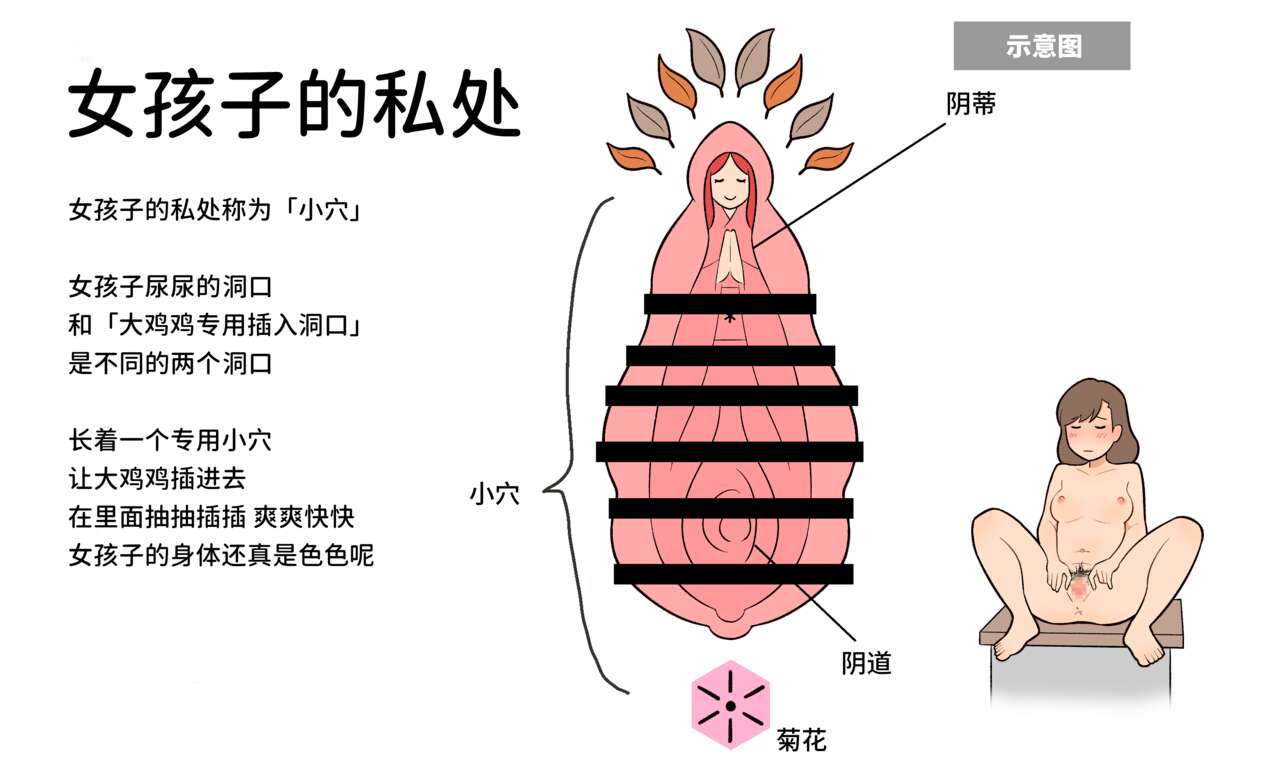 示意图
女孩子的私处
阴蒂
女孩子的私处称为「小穴」
女孩子尿尿的洞口
和「大鸡鸡专用插入洞口」
是不同的两个洞口
长着一个专用小穴
让大鸡鸡插进去
在里面抽抽插插 爽爽快快
女孩子的身体还真是色色呢
小穴
阴道
菊花